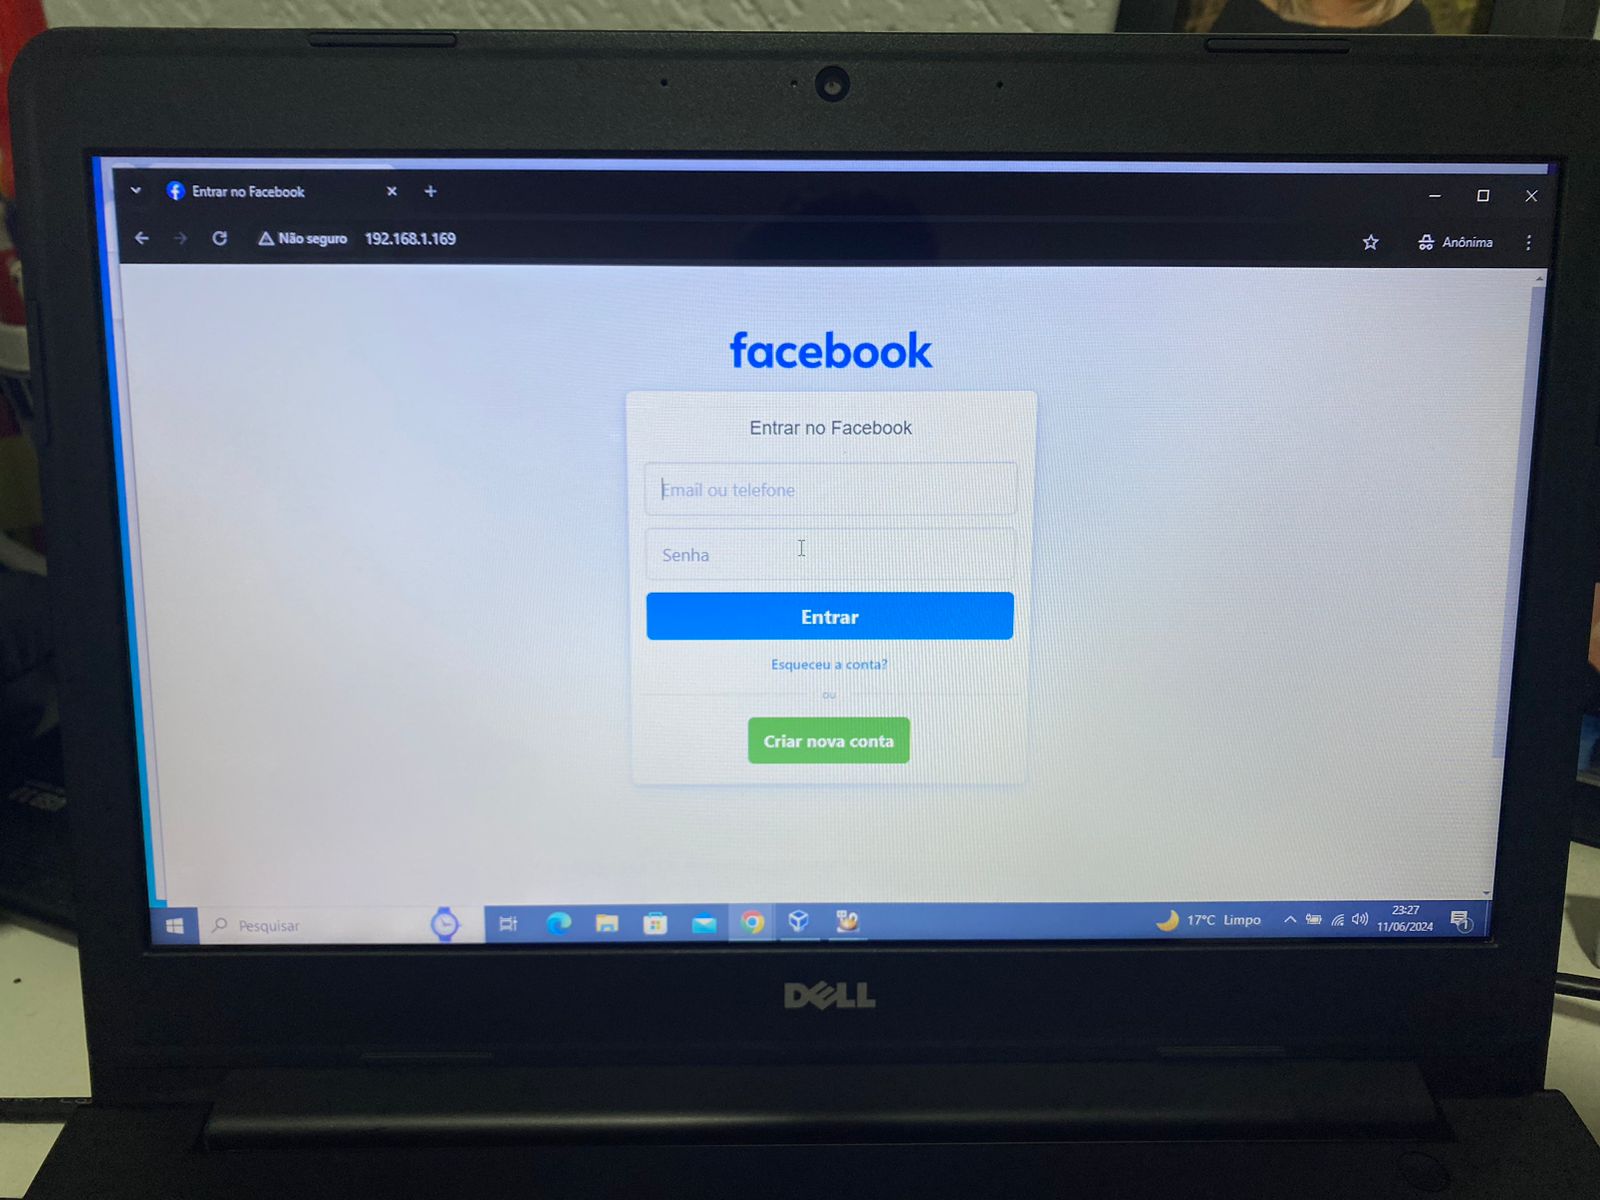 Entrar no Facebook
Não seguro 192.168.1.169
Anônima
facebook
Entrar no Facebook
Email ou telefone
Senha
Entrar
Esqueceu a conta?
ou
Criar nova conta
Pesquisar
17°C Limpo
23:27
11/06/2024
1
DELL